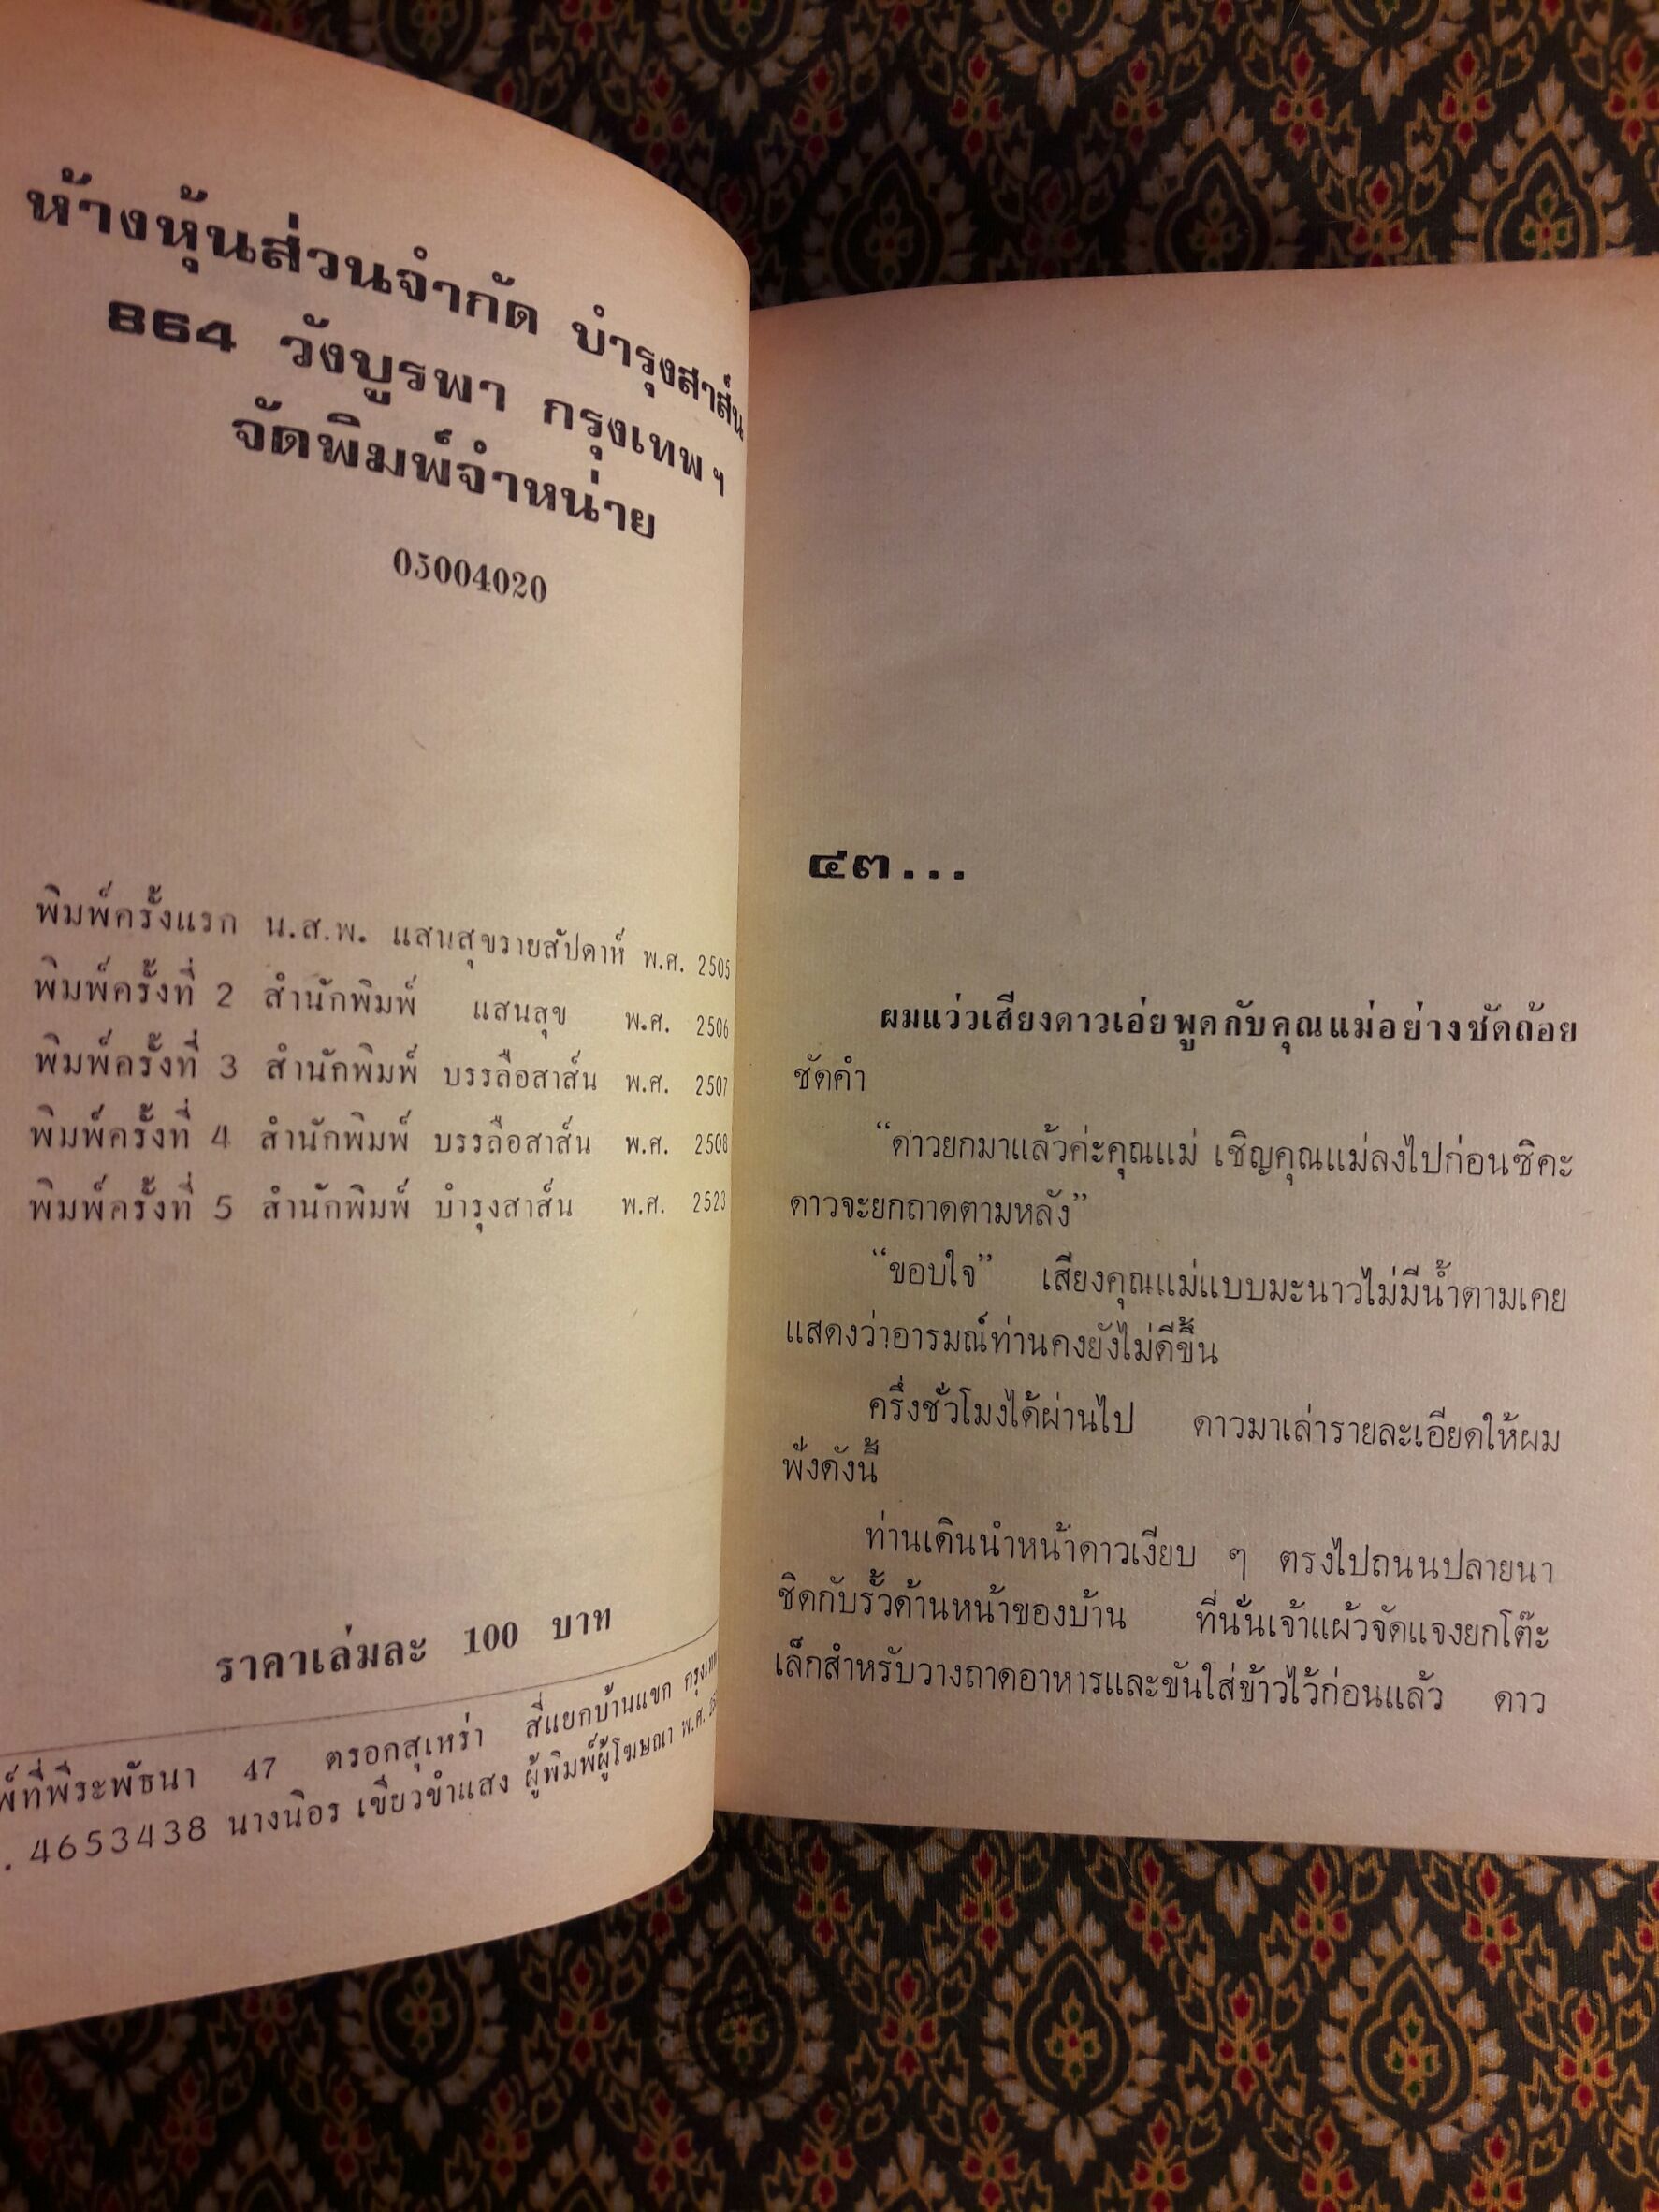 ห้างหุ้นส่วนจำกัด บำรุงสาส์น
864 วังบูรพา กรุงเทพฯ
จัดพิมพ์จำหน่าย
05004020
พิมพ์ครั้งแรก น.ส.พ. แสนสุขรายสัปดาห์ พ.ศ. 2505
พิมพ์ครั้งที่ 2 สำนักพิมพ์ แสนสุข พ.ศ. 2506
พิมพ์ครั้งที่ 3 สำนักพิมพ์ บรรลือสาส์น พ.ศ. 2507
พิมพ์ครั้งที่ 4 สำนักพิมพ์ บรรลือสาส์น พ.ศ. 2508
พิมพ์ครั้งที่ 5 สำนักพิมพ์ บำรุงสาส์น พ.ศ. 2523
ราคาเล่มละ 100 บาท
พ์ที่พีระพัธนา 47 ตรอกสุเหร่า สี่แยกบ้านแขก
. 4653438 นางนิอร เขียวขำแสง ผู้พิมพ์ผู้โฆษณา พ.ศ.
๔๓...
ผมแว่วเสียงดาวเอ่ยพูดกับคุณแม่อย่างชัดถ้อย
ชัดคำ
“ดาวยกมาแล้วค่ะคุณแม่ เชิญคุณแม่ลงไปก่อนซิคะ
ดาวจะยกถาดตามหลัง”
“ขอบใจ” เสียงคุณแม่แบบมะนาวไม่มีน้ำตามเคย
แสดงว่าอารมณ์ท่านคงยังไม่ดีขึ้น
ครึ่งชั่วโมงได้ผ่านไป ดาวมาเล่ารายละเอียดให้ผม
ฟังดังนี้
ท่านเดินนำหน้าดาวเงียบ ๆ ตรงไปถนนปลายนา
ชิดกับรั้วด้านหน้าของบ้าน ที่นั่นเจ้าแผ้วจัดแจงยกโต๊ะ
เล็กสำหรับวางถาดอาหารและขันใส่ข้าวไว้ก่อนแล้ว ดาว